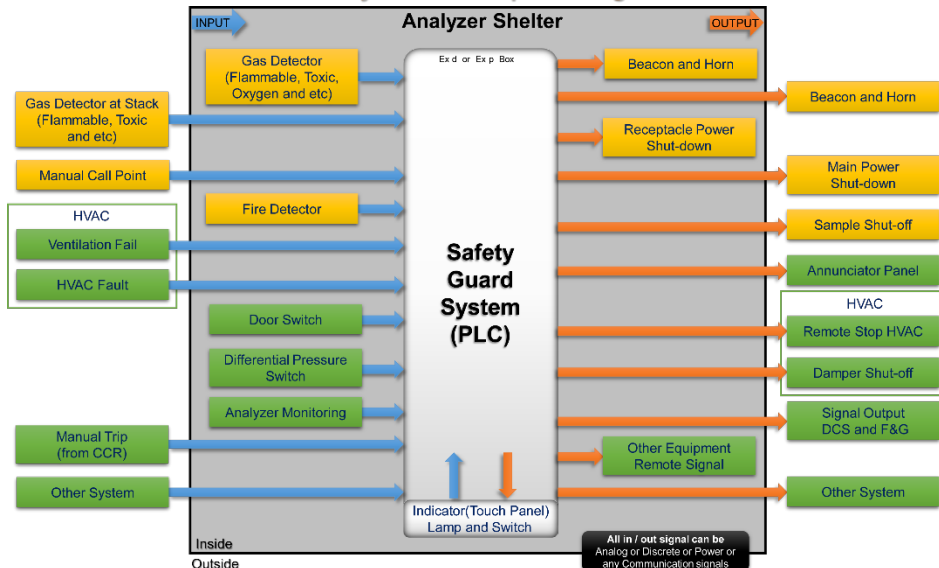 Analyzer Shelter
INPUT
OUTPUT
Ex d or Ex p Box
Gas Detector
(Flammable, Toxic,
Oxygen and etc)
Gas Detector at Stack
(Flammable, Toxic
and etc)
Manual Call Point
Fire Detector
HVAC
Ventilation Fail
HVAC Fault
Door Switch
Differential Pressure
Switch
Analyzer Monitoring
Manual Trip
(from CCR)
Other System
Safety
Guard
System
(PLC)
Indicator(Touch Panel)
Lamp and Switch
Beacon and Horn
Beacon and Horn
Receptacle Power
Shut-down
Main Power
Shut-down
Sample Shut-off
Annunciator Panel
HVAC
Remote Stop HVAC
Damper Shut-off
Signal Output
DCS and F&G
Other Equipment
Remote Signal
Other System
All in / out signal can be
Analog or Discrete or Power or
any Communication signals
Inside
Outside